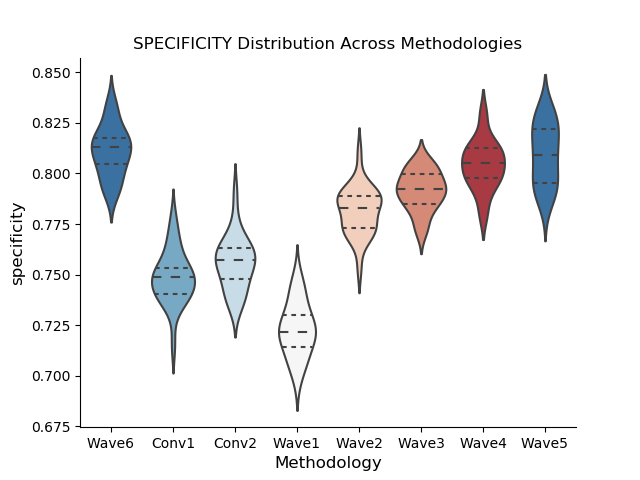 SPECIFICITY Distribution Across Methodologies
specificity
0.850
0.825
0.800
0.775
0.750
0.725
0.700
0.675
Wave6 Conv1 Conv2 Wave1 Wave2 Wave3 Wave4 Wave5
Methodology